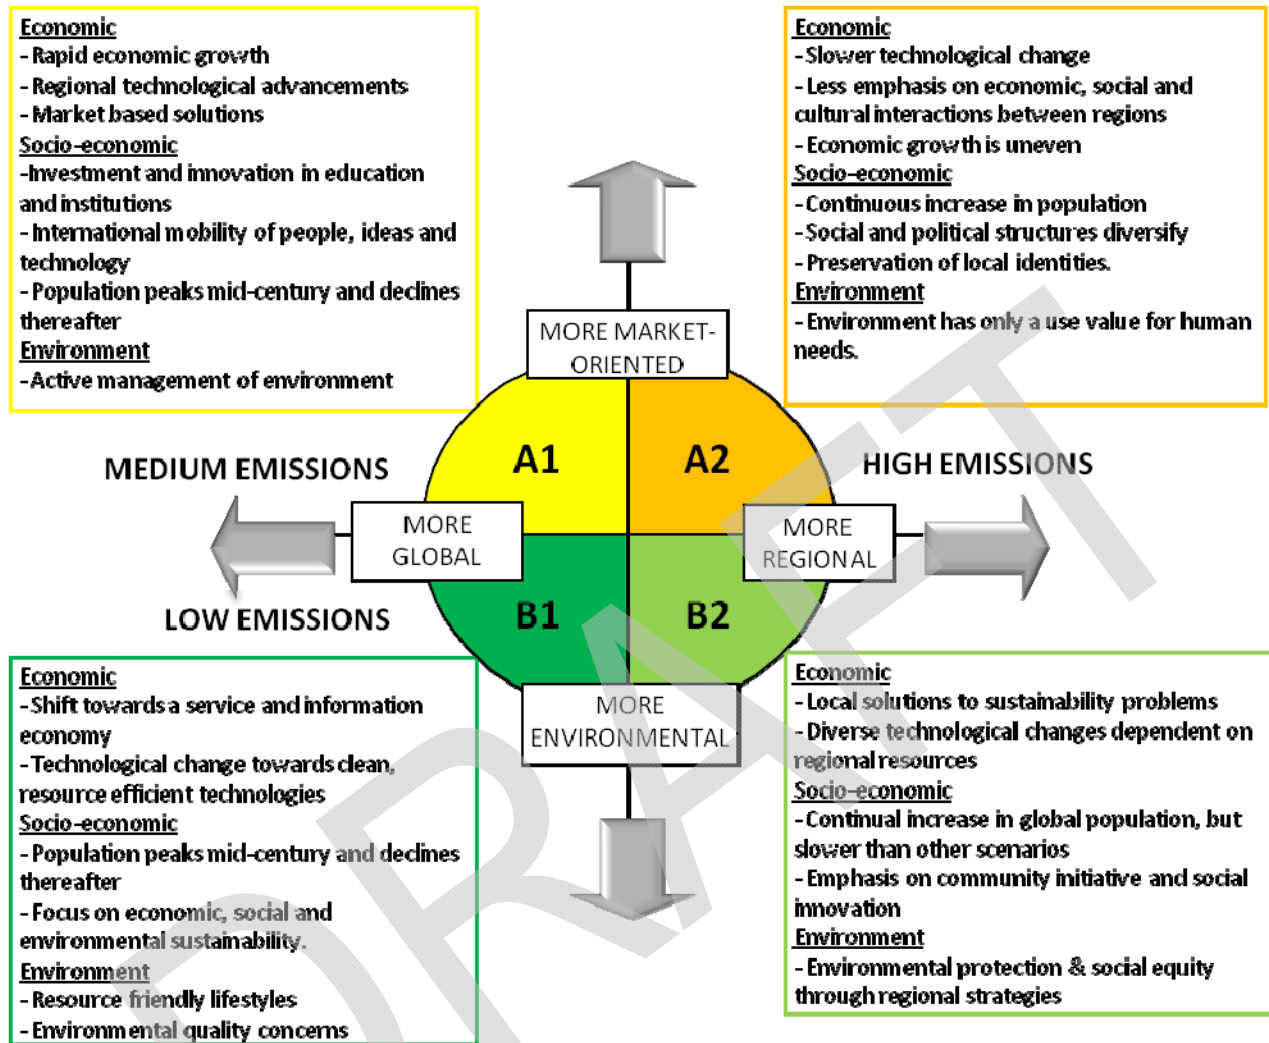 Economic
- Rapid economic growth
- Regional technological advancements
- Market based solutions
Socio-economic
-Investment and innovation in education
and institutions
- International mobility of people, ideas and
technology
- Population peaks mid-century and declines
thereafter
Environment
-Active management of environment
Economic
-Slower technological change
- Less emphasis on economic, social and
cultural interactions between regions
- Economic growth is uneven
Socio-economic
- Continuous increase in population
- Social and political structures diversify
- Preservation of local identities.
Environment
- Environment has only a use value for human
needs.
MORE MARKET-
ORIENTED
A1
A2
MEDIUM EMISSIONS
HIGH EMISSIONS
MORE
GLOBAL
MORE
REGIONAL
LOW EMISSIONS
B1
B2
MORE
ENVIRONMENTAL
Economic
- Shift towards a service and information
economy
-Technological change towards clean,
resource efficient technologies
Socio-economic
- Population peaks mid-century and declines
thereafter
- Focus on economic, social and
environmental sustainability.
Environment
- Resource friendly lifestyles
- Environmental quality concerns
Economic
- Local solutions to sustainability problems
- Diverse technological changes dependent on
regional resources
Socio-economic
- Continual increase in global population, but
slower than other scenarios
- Emphasis on community initiative and social
innovation
Environment
- Environmental protection & social equity
through regional strategies
DRAFT